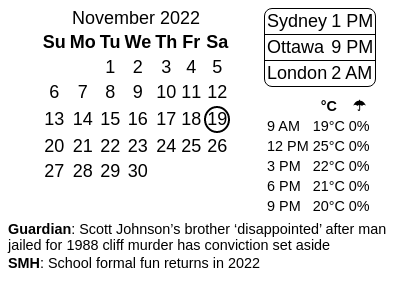 November 2022
Su Mo Tu We Th Fr Sa
1 2 3 4 5
6 7 8 9 10 11 12
13 14 15 16 17 18 19
20 21 22 23 24 25 26
27 28 29 30
Sydney 1 PM
Ottawa 9 PM
London 2 AM
°C ☂
9 AM 19°C 0%
12 PM 25°C 0%
3 PM 22°C 0%
6 PM 21°C 0%
9 PM 20°C 0%
Guardian: Scott Johnson’s brother ‘disappointed’ after man
jailed for 1988 cliff murder has conviction set aside
SMH: School formal fun returns in 2022